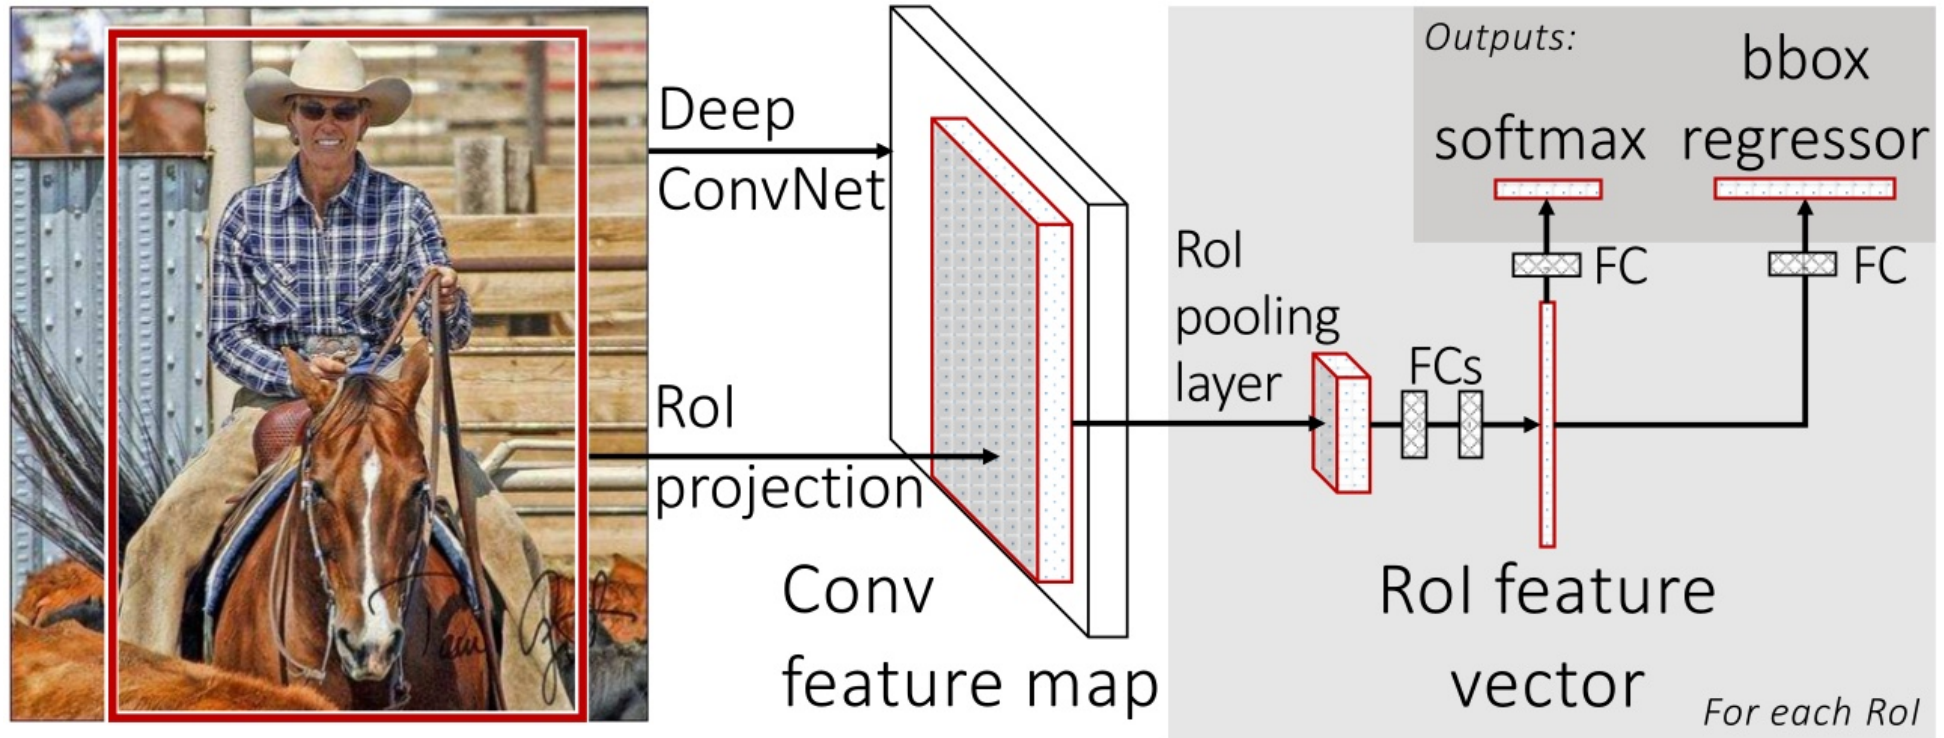 Deep
ConvNet
RoI
projection
Conv
feature map
RoI
pooling
layer
FCs
RoI feature
vector
For each RoI
Outputs:
softmax
bbox
regressor
FC
FC